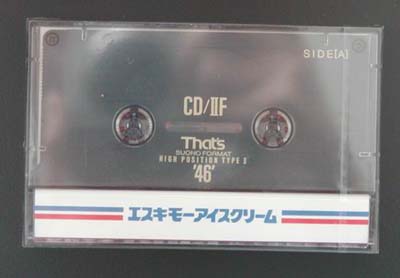 SIDE[A]
CD/IIF
That's
SUONO FORMAT
HIGH POSITION TYPE II
'46'
エスキモーアイスクリーム